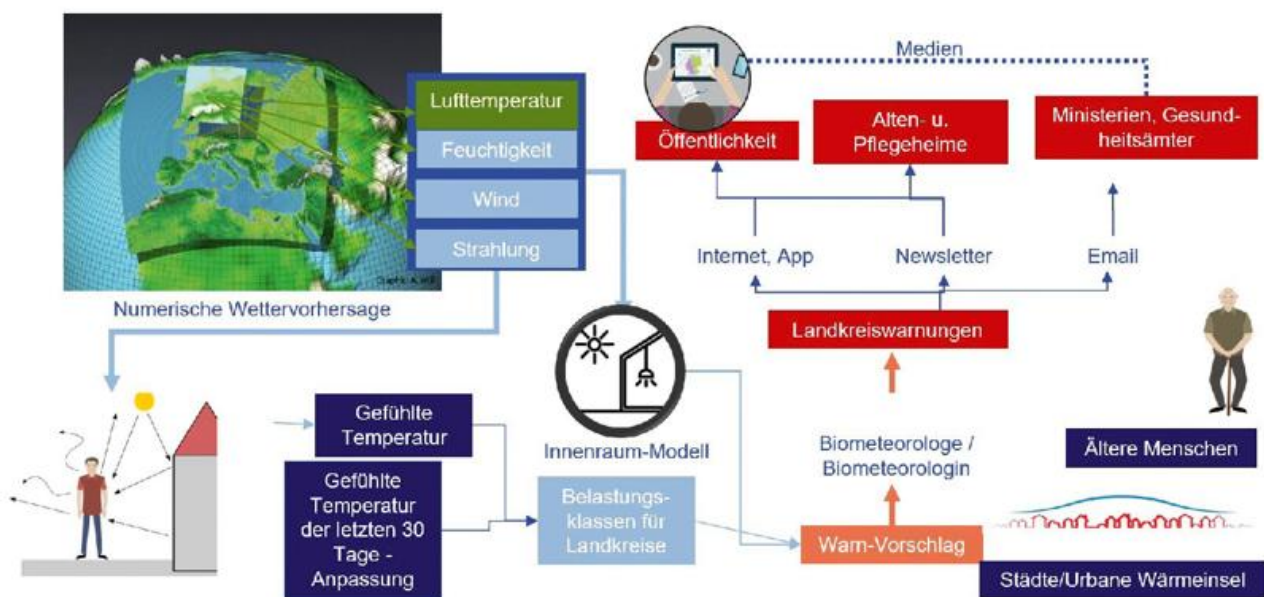 Lufttemperatur
Feuchtigkeit
Wind
Strahlung
Numerische Wettervorhersage
Medien
Öffentlichkeit
Alten- u.
Pflegeheime
Ministerien, Gesund-
heitsämter
Internet, App
Newsletter
Email
Landkreiswarnungen
Gefühlte
Temperatur
Gefühlte
Temperatur
der letzten 30
Tage -
Anpassung
Innenraum-Modell
Belastungs-
klassen für
Landkreise
Biometeorologe /
Biometeorologin
Warn-Vorschlag
Ältere Menschen
Städte/Urbane Wärmeinsel